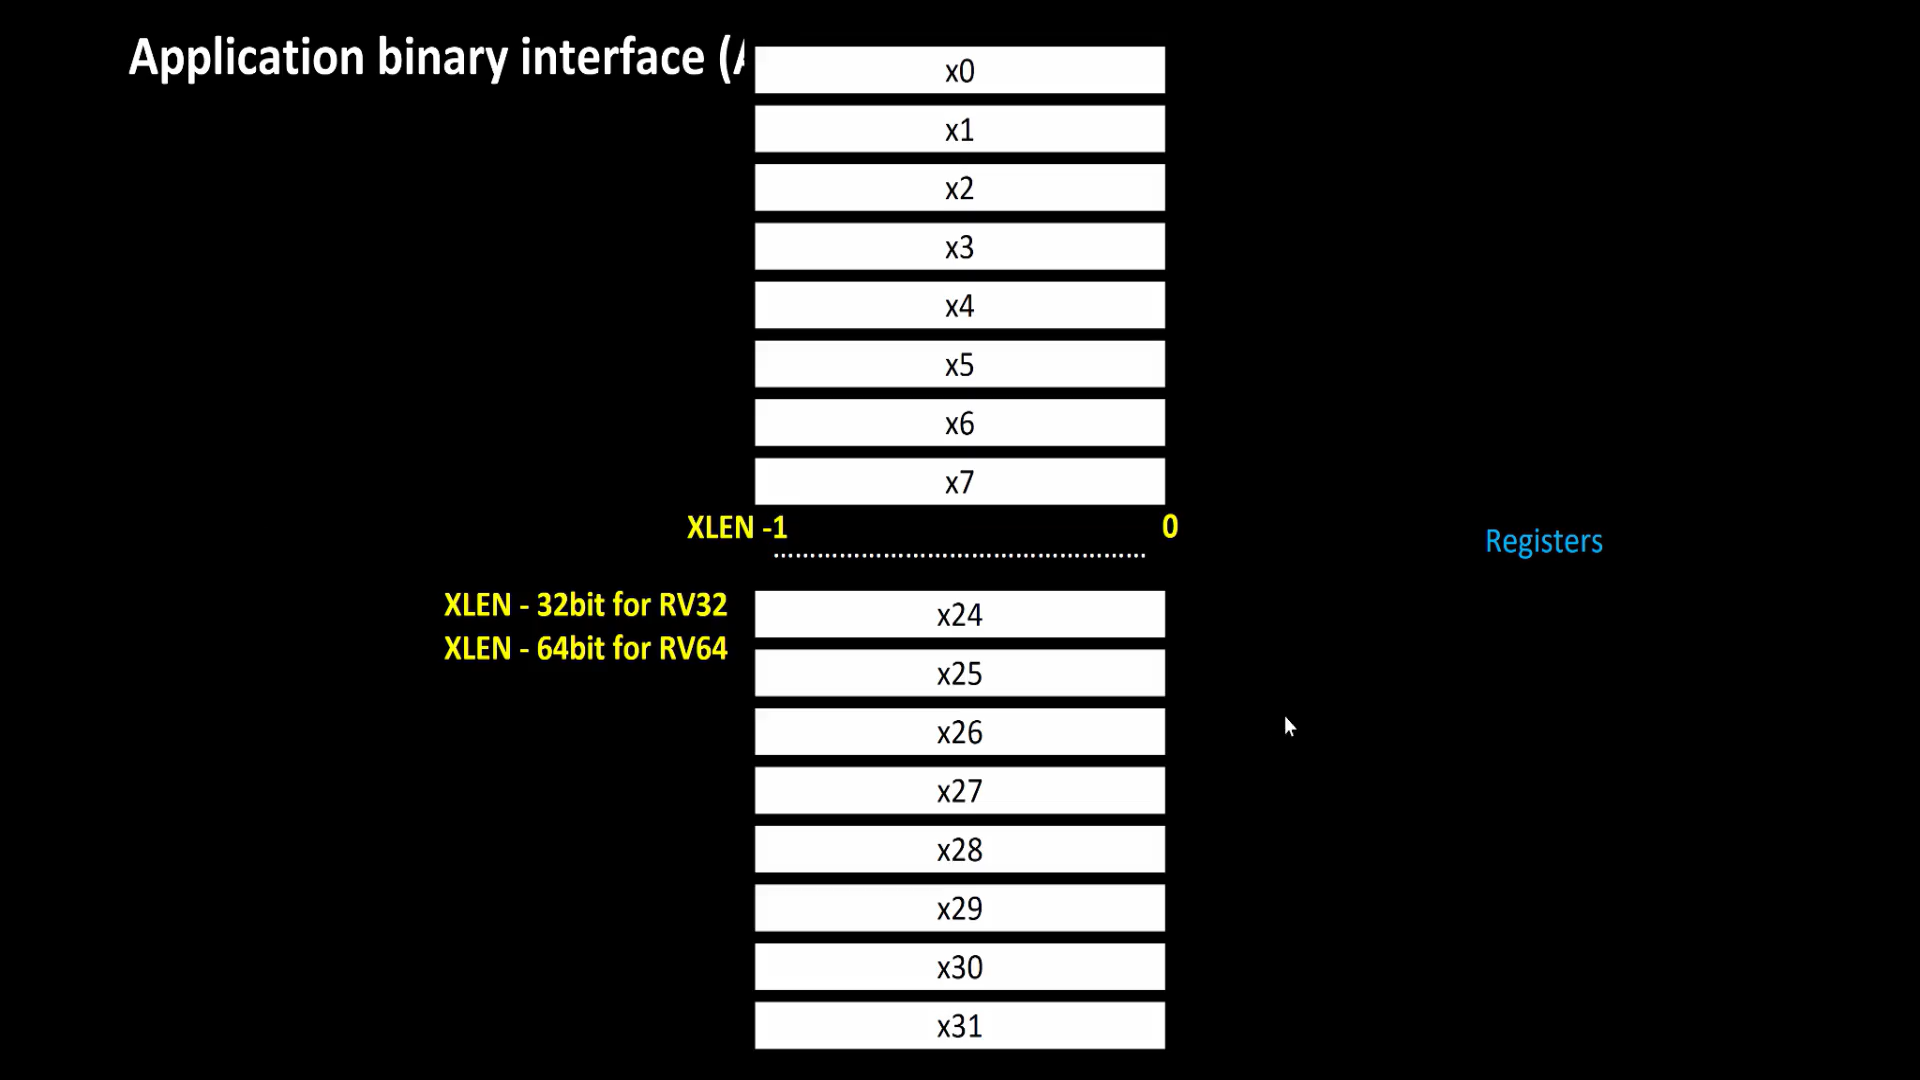 Application binary interface (
x0
x1
x2
x3
x4
x5
x6
x7
XLEN -1
0
Registers
XLEN - 32bit for RV32
XLEN - 64bit for RV64
x24
x25
x26
x27
x28
x29
x30
x31